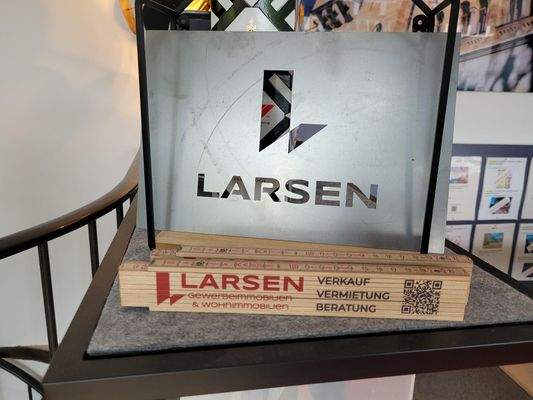 LARSEN
LARSEN
GEWERBEIMMOBILIEN
& WOHNIMMOBILIEN
VERKAUF
VERMIETUNG
BERATUNG